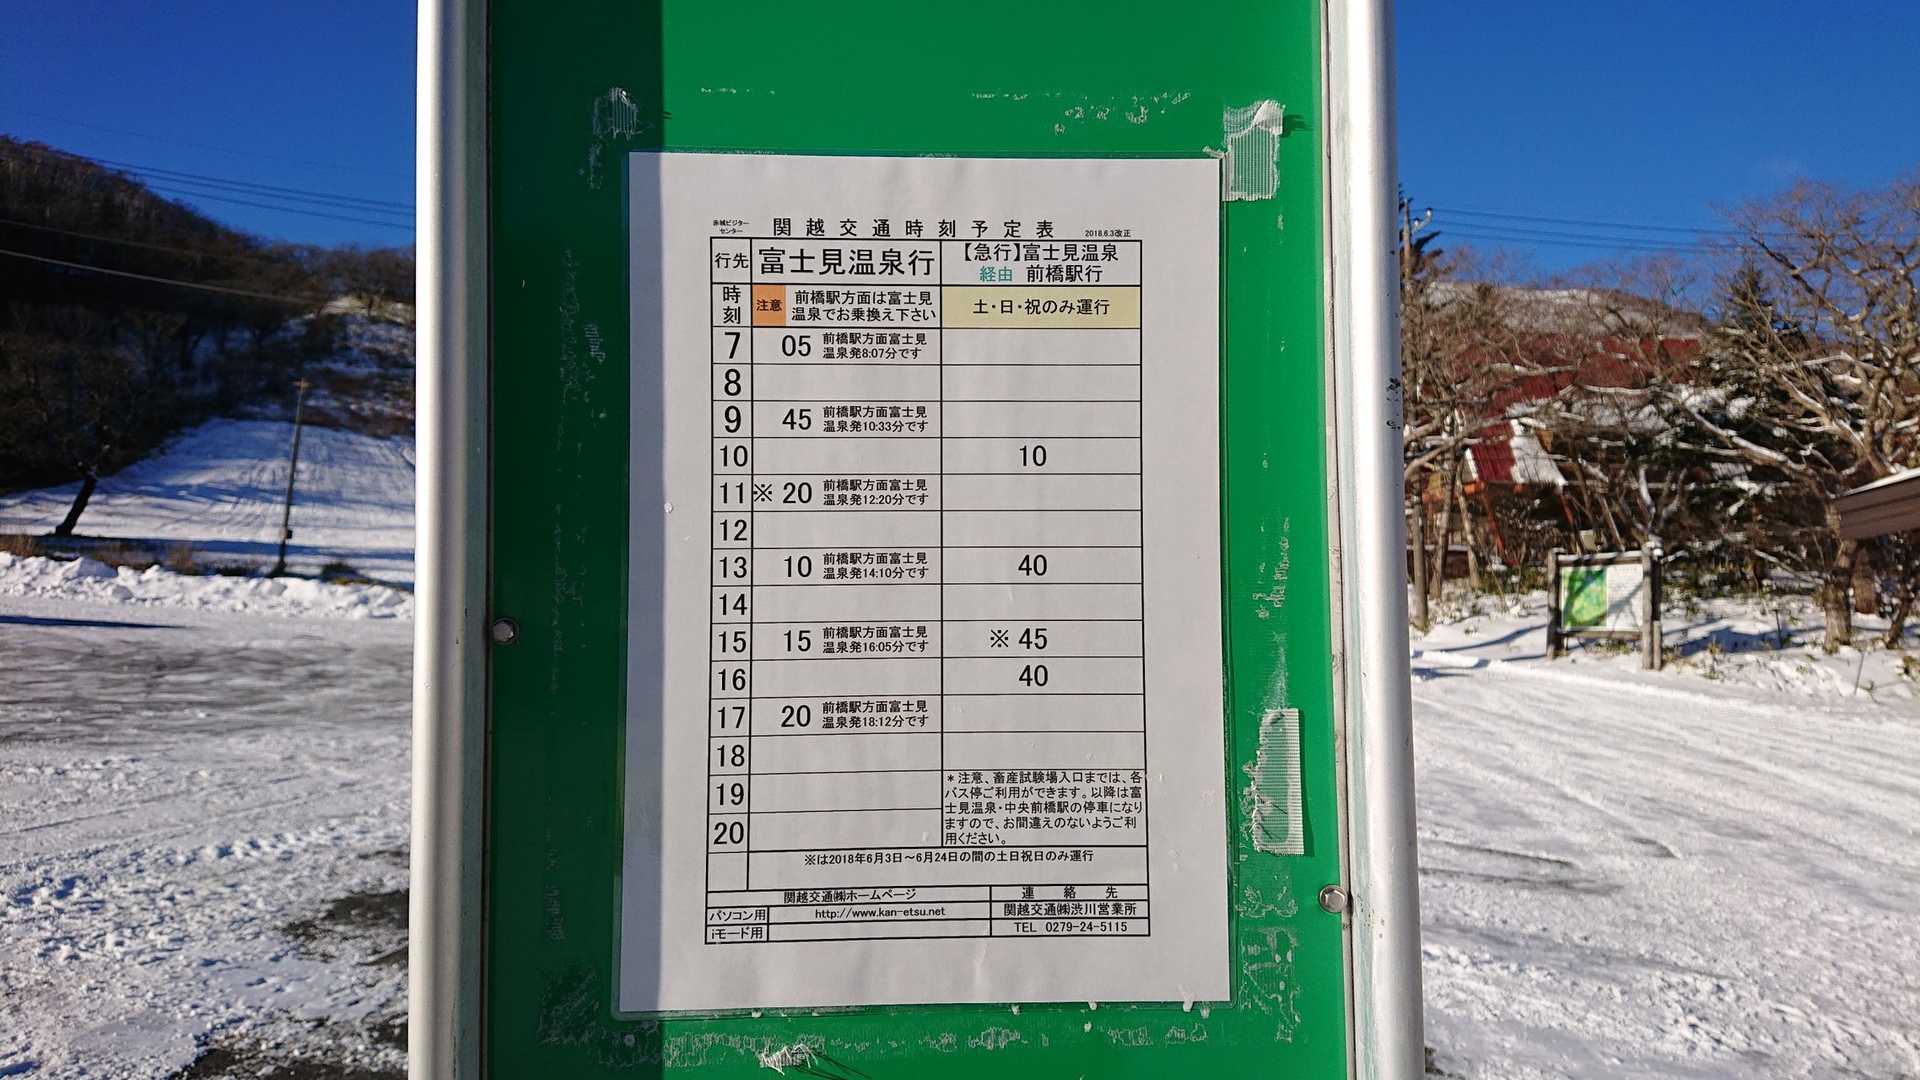 赤城ビジター
センター
関越交通時刻予定表
2018.6.3改正
行先
富士見温泉行
【急行】富士見温泉
経由 前橋駅行
時
刻
注意
前橋駅方面は富士見
温泉でお乗換え下さい
土・日・祝のみ運行
7 05 前橋駅方面富士見
温泉発8:07分です
8
9 45 前橋駅方面富士見
温泉発10:33分です
10 10
11 ※ 20 前橋駅方面富士見
温泉発12:20分です
12
13 10 前橋駅方面富士見
温泉発14:10分です
40
14
15 15 前橋駅方面富士見
温泉発16:05分です
※ 45
16 40
17 20 前橋駅方面富士見
温泉発18:12分です
18
19
20
＊注意、畜産試験場入口までは、各
バス停ご利用ができます。以降は富
士見温泉・中央前橋駅の停車になり
ますので、お間違えのないようご利
用ください。
※は2018年6月3日～6月24日の間の土日祝日のみ運行
関越交通㈱ホームページ
連絡先
パソコン用 http://www.kan-etsu.net
関越交通㈱渋川営業所
iモード用
TEL 0279-24-5115